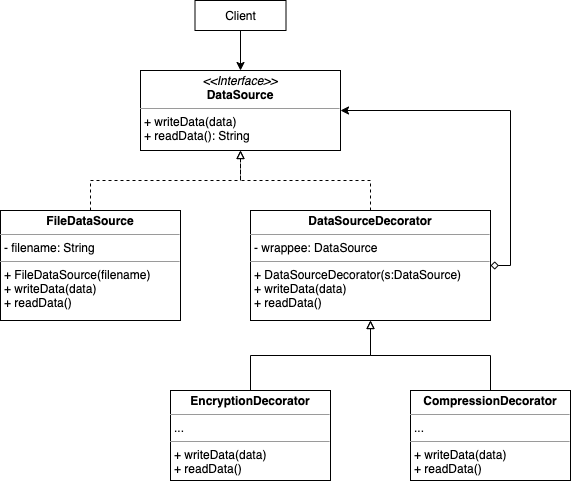 Client
<<Interface>>
DataSource
+ writeData(data)
+ readData(): String
FileDataSource
- filename: String
+ FileDataSource(filename)
+ writeData(data)
+ readData()
DataSourceDecorator
- wrappee: DataSource
+ DataSourceDecorator(s:DataSource)
+ writeData(data)
+ readData()
EncryptionDecorator
...
+ writeData(data)
+ readData()
CompressionDecorator
...
+ writeData(data)
+ readData()